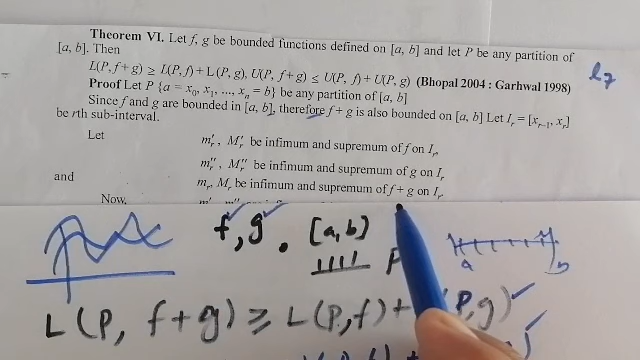 Theorem VI. Let f, g be bounded functions defined on [a, b] and let P be any partition of
[a, b]. Then
L(P, f + g) ≥ L(P, f) + L (P, g), U(P, f + g) ≤ U(P, f) + U(P, g) (Bhopal 2004 : Garhwal 1998)
Proof Let P {a = x₀, x₁, ..., xₙ = b} be any partition of [a, b]
Since f and g are bounded in [a, b], therefore f + g is also bounded on [a, b] Let Iᵣ = [xᵣ₋₁, xᵣ]
be rth sub-interval.
Let m'ᵣ, M'ᵣ be infimum and supremum of f on Iᵣ
m''ᵣ, M''ᵣ be infimum and supremum of g on Iᵣ
and mᵣ, Mᵣ be infimum and supremum of f + g on Iᵣ
Now,
f, g . [a, b) P
a b
L(P, f+g) ≥ L(P,f) + (P,g)